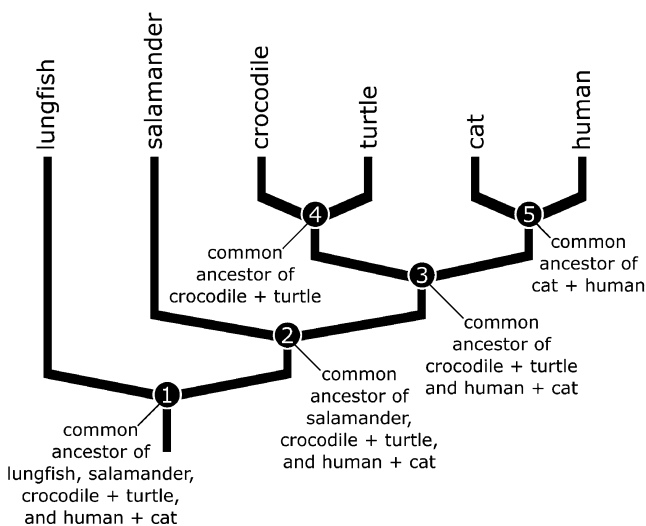 lungfish
salamander
crocodile
turtle
cat
human
4
5
common
ancestor of
crocodile + turtle
common
ancestor of
cat + human
3
common
ancestor of
crocodile + turtle
and human + cat
2
common
ancestor of
salamander,
crocodile + turtle,
and human + cat
1
common
ancestor of
lungfish, salamander,
crocodile + turtle,
and human + cat